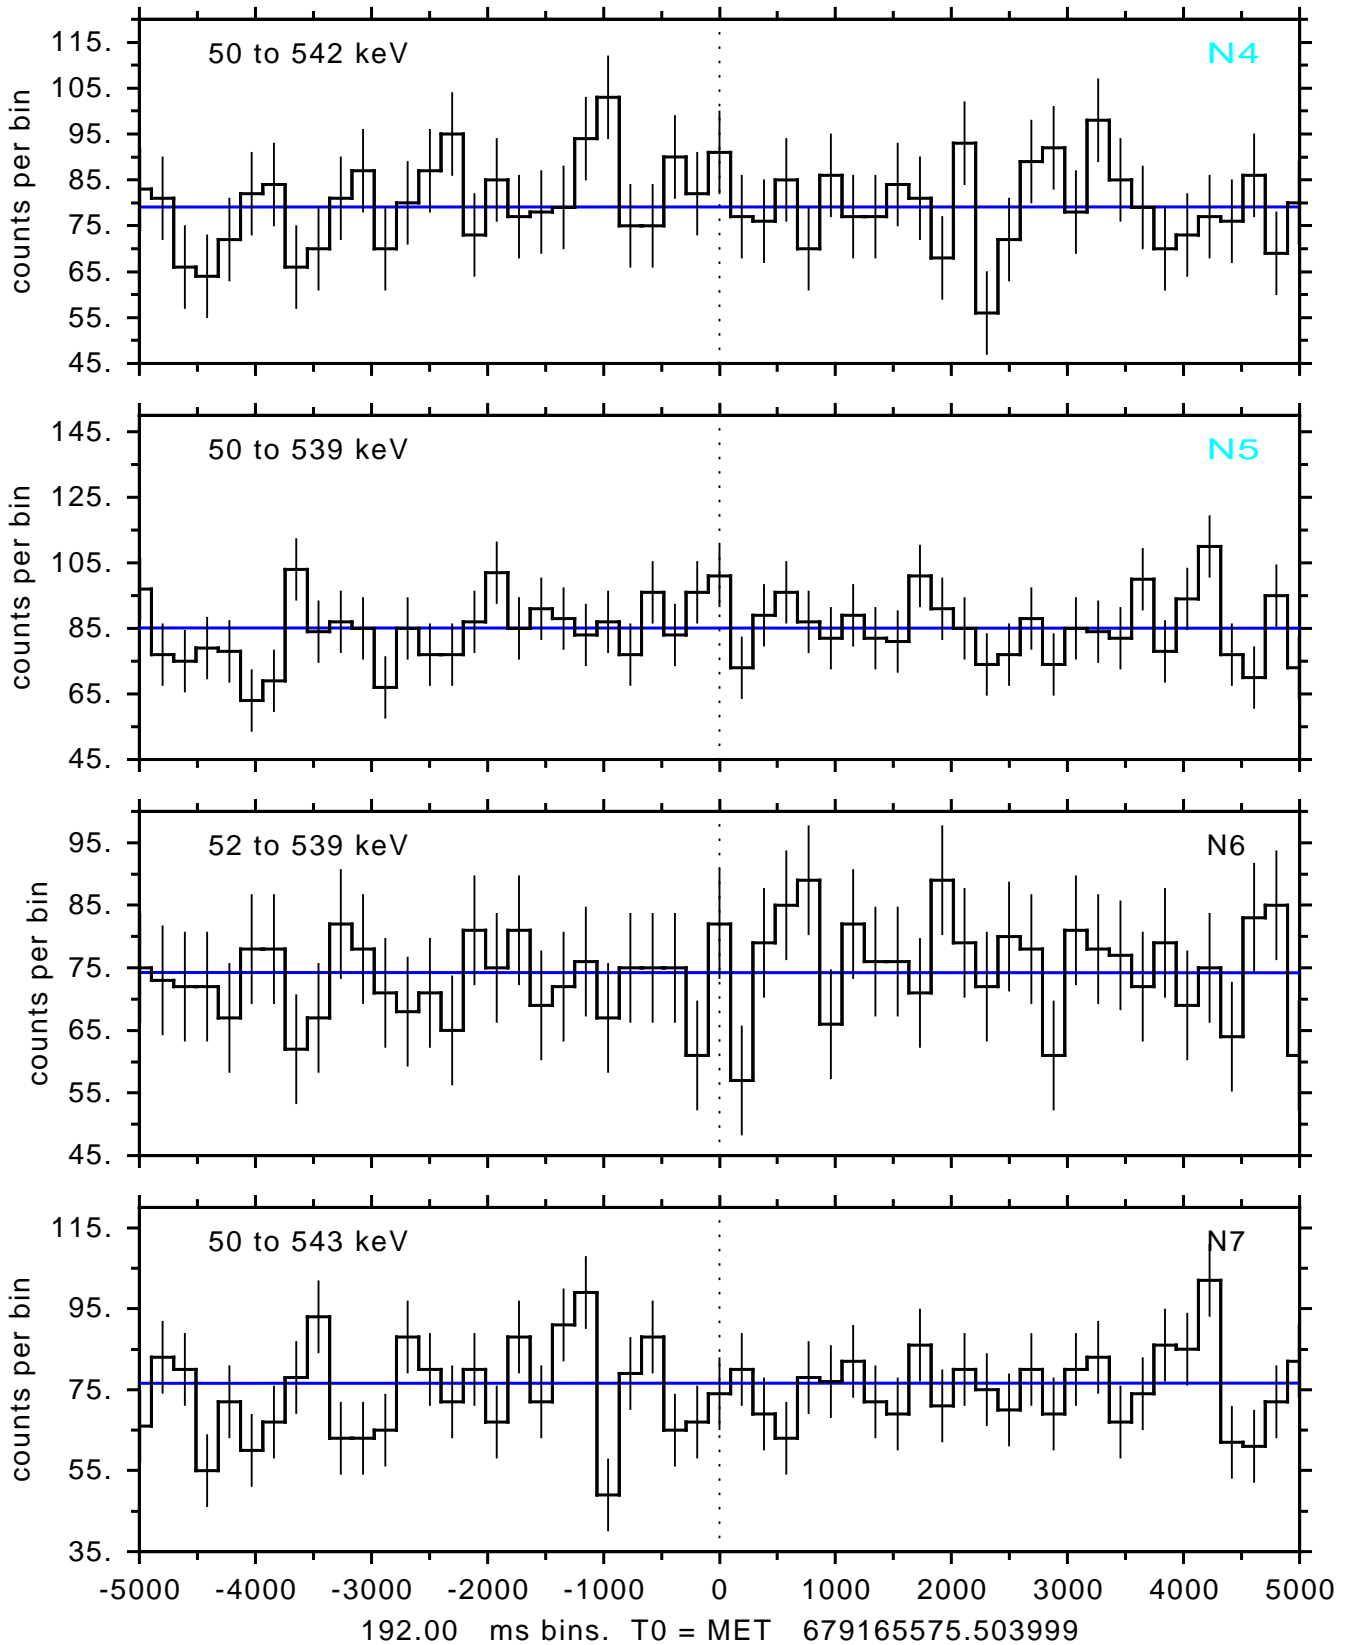 50 to 542 keV N4
counts per bin
115.
105.
95.
85.
75.
65.
55.
45.
50 to 539 keV N5
counts per bin
145.
125.
105.
85.
65.
45.
52 to 539 keV N6
counts per bin
95.
85.
75.
65.
55.
45.
50 to 543 keV N7
counts per bin
115.
95.
75.
55.
35.
-5000 -4000 -3000 -2000 -1000 0 1000 2000 3000 4000 5000
192.00 ms bins. T0 = MET 679165575.503999